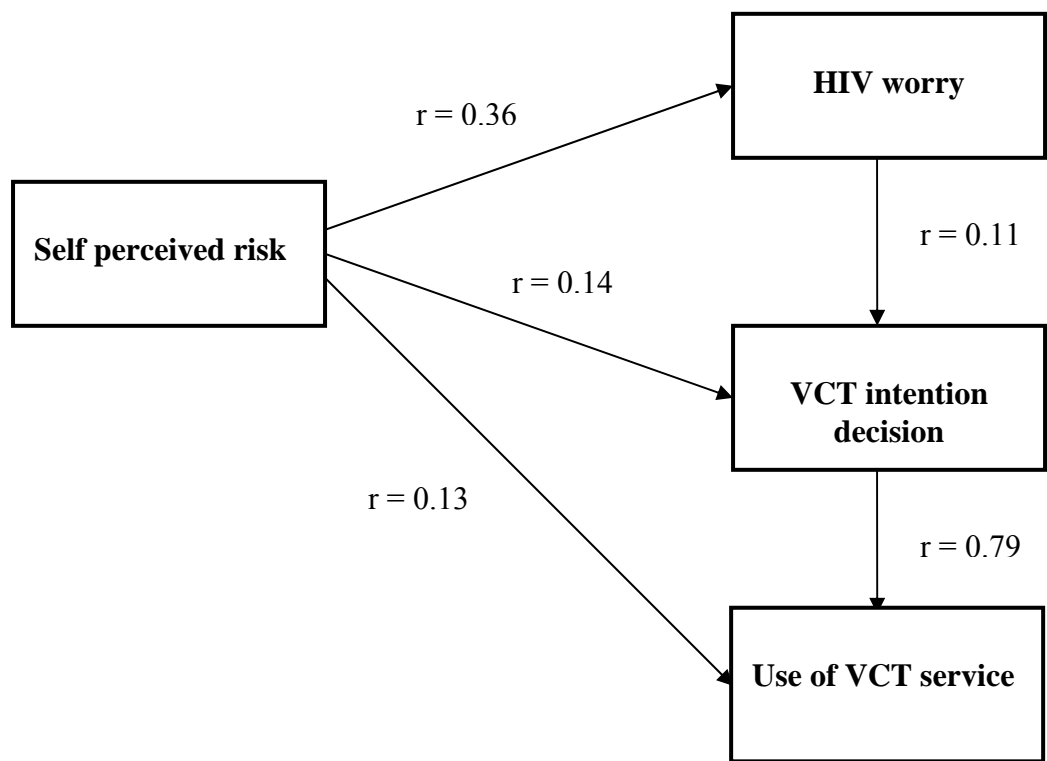 HIV worry
r = 0.36
Self perceived risk
r = 0.11
r = 0.14
VCT intention
decision
r = 0.13
r = 0.79
Use of VCT service